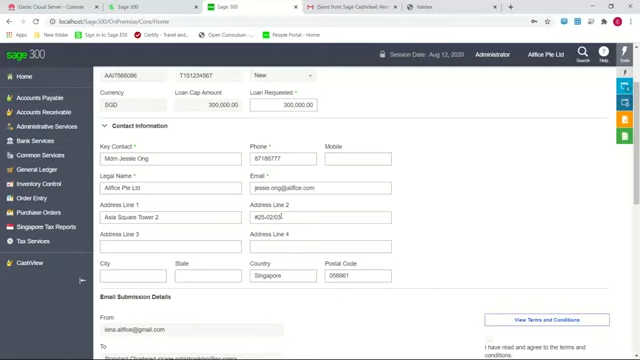 Elastic Cloud Server - Console
Sage 300
Sage 300
[Send from Sage CashView]
Valdex
localhost/Sage300/OnPremise/Core/Home
Apps
Bookmarks
Sage 300
Sign in to Sage ESS
Certify - Travel and...
Sage University
People Portal - Home
sage 300
Session Date: Aug 12, 2020
Administrator
Allfice Pte Ltd
Search
Help
Tools
Home
Accounts Payable
Accounts Receivable
Administrative Services
Bank Services
Common Services
General Ledger
Inventory Control
Order Entry
Purchase Orders
Singapore Tax Reports
Tax Services
CashView
AAI7566096
T151234567
New
Currency
Loan Cap Amount
Loan Requested *
SGD
300,000.00
300,000.00
Contact Information
Key Contact *
Phone *
Mobile
Mdm Jessie Ong
87188777
Legal Name *
Email *
Allfice Pte Ltd
jessie.ong@allfice.com
Address Line 1
Address Line 2
Asia Square Tower 2
#25-02/03
Address Line 3
Address Line 4
City
State
Country
Postal Code
Singapore
058961
Email Submission Details
From
lena.allfice@gmail.com
To
View Terms and Conditions
I have read and agree to the terms and
conditions.